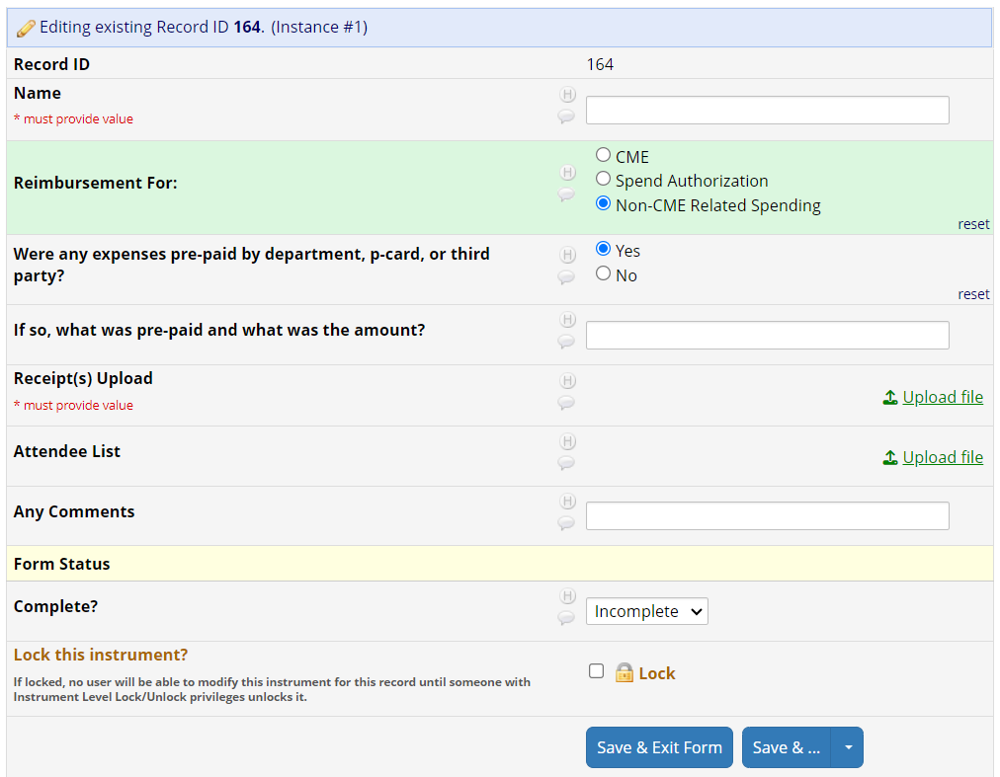 Editing existing Record ID 164. (Instance #1)
Record ID 164
Name
H
* must provide value
Reimbursement For:
H
CME
Spend Authorization
Non-CME Related Spending
reset
Were any expenses pre-paid by department, p-card, or third
party?
H
Yes
No
reset
If so, what was pre-paid and what was the amount?
H
Receipt(s) Upload
* must provide value
H
Upload file
Attendee List
H
Upload file
Any Comments
H
Form Status
Complete?
H
Incomplete
Lock this instrument?
If locked, no user will be able to modify this instrument for this record until someone with
Instrument Level Lock/Unlock privileges unlocks it.
Lock
Save & Exit Form
Save & ...